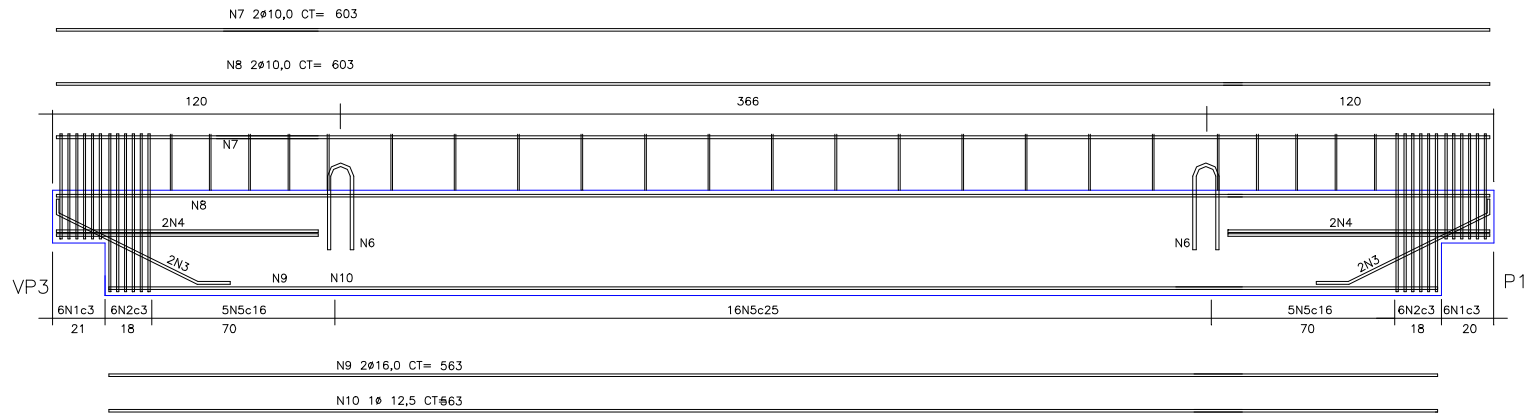 N7 2ø10,0 CT= 603
N8 2ø10,0 CT= 603
120 366 120
N7
N8
2N4 2N4
N6 N6
2N3 2N3
N9 N10
VP3 P1
6N1c3 6N2c3 5N5c16 16N5c25 5N5c16 6N2c3 6N1c3
21 18 70 70 18 20
N9 2ø16,0 CT= 563
N10 1ø 12,5 CT=563